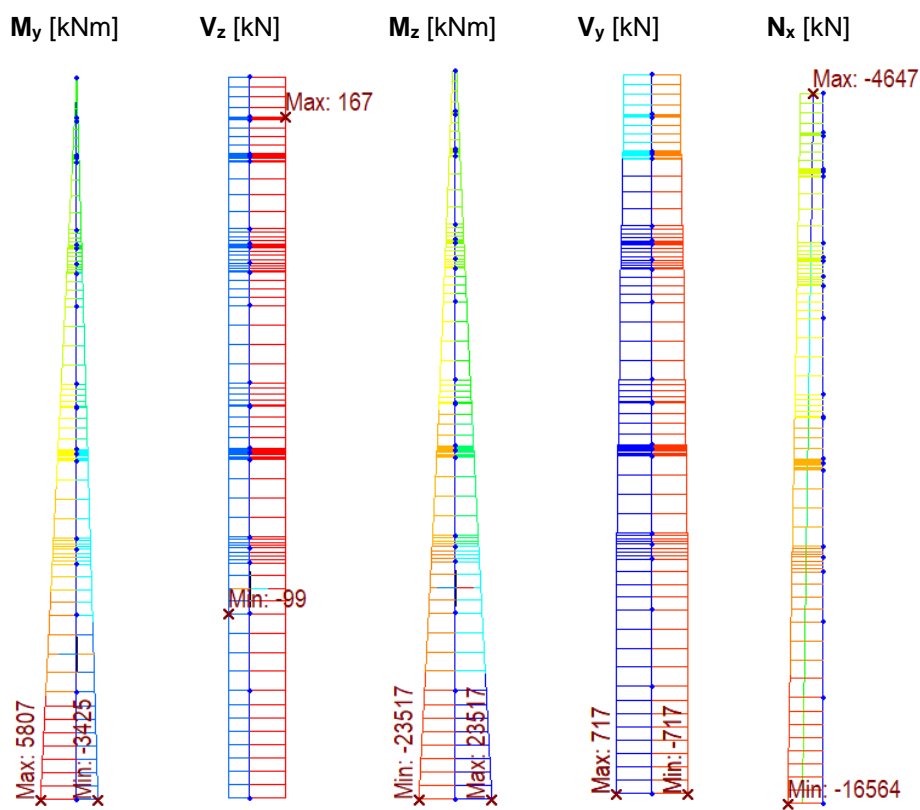 My [kNm]
Vz [kN]
Mz [kNm]
Vy [kN]
Nx [kN]
Max: -4647
Max: 167
Min: -99
Max: 5807
Min: -3425
Min: -23517
Max: 23517
Max: 717
Min: -717
Min: -16564